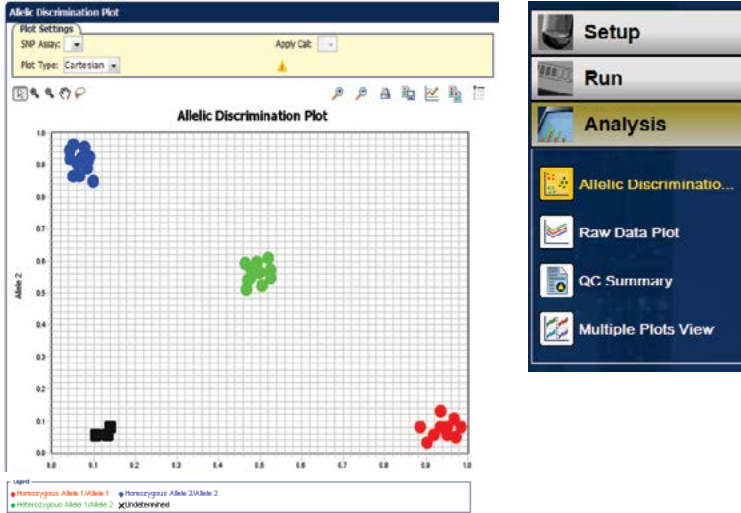 Allelic Discrimination Plot
Plot Settings
SNP Assay:
Apply Call:
Plot Type: Cartesian
Allelic Discrimination Plot
1.0
0.9
0.8
0.7
0.6
0.5
0.4
0.3
0.2
0.1
0.0
Allele 2
0.0 0.1 0.2 0.3 0.4 0.5 0.6 0.7 0.8 0.9 1.0
Legend
Homozygous Allele 1/Allele 1 Homozygous Allele 2/Allele 2
Heterozygous Allele 1/Allele 2 Undetermined
Setup
Run
Analysis
Allelic Discriminatio...
Raw Data Plot
QC Summary
Multiple Plots View